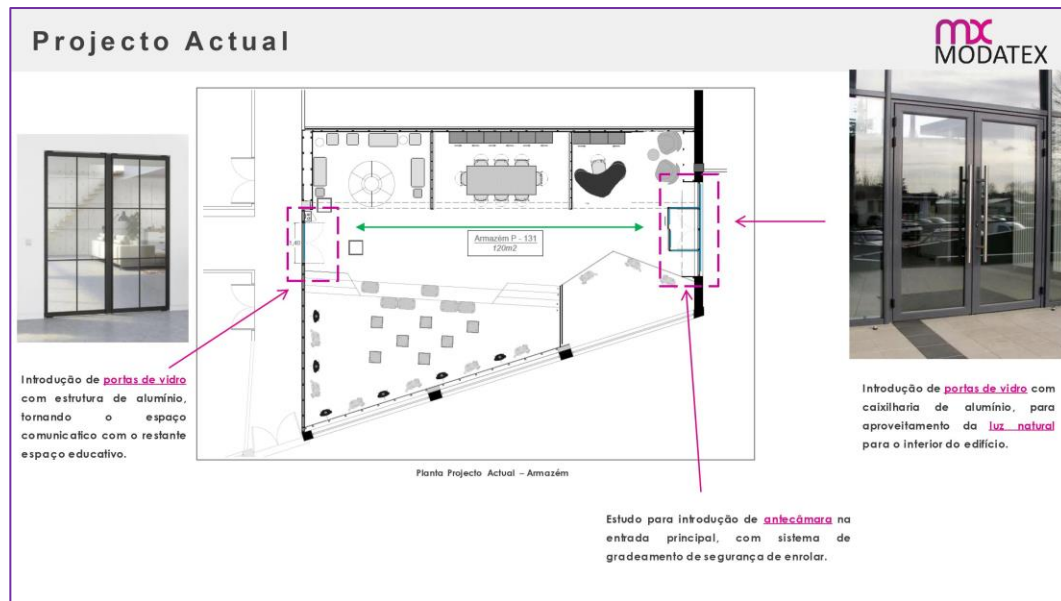 Projecto Actual
mx
MODATEX
Armazém P - 131
120m2
Introdução de portas de vidro
com estrutura de alumínio,
tornando o espaço
comunicatico com o restante
espaço educativo.
Introdução de portas de vidro com
caixilharia de alumínio, para
aproveitamento da luz natural
para o interior do edifício.
Planta Projecto Actual – Armazém
Estudo para introdução de antecâmara na
entrada principal, com sistema de
gradeamento de segurança de enrolar.